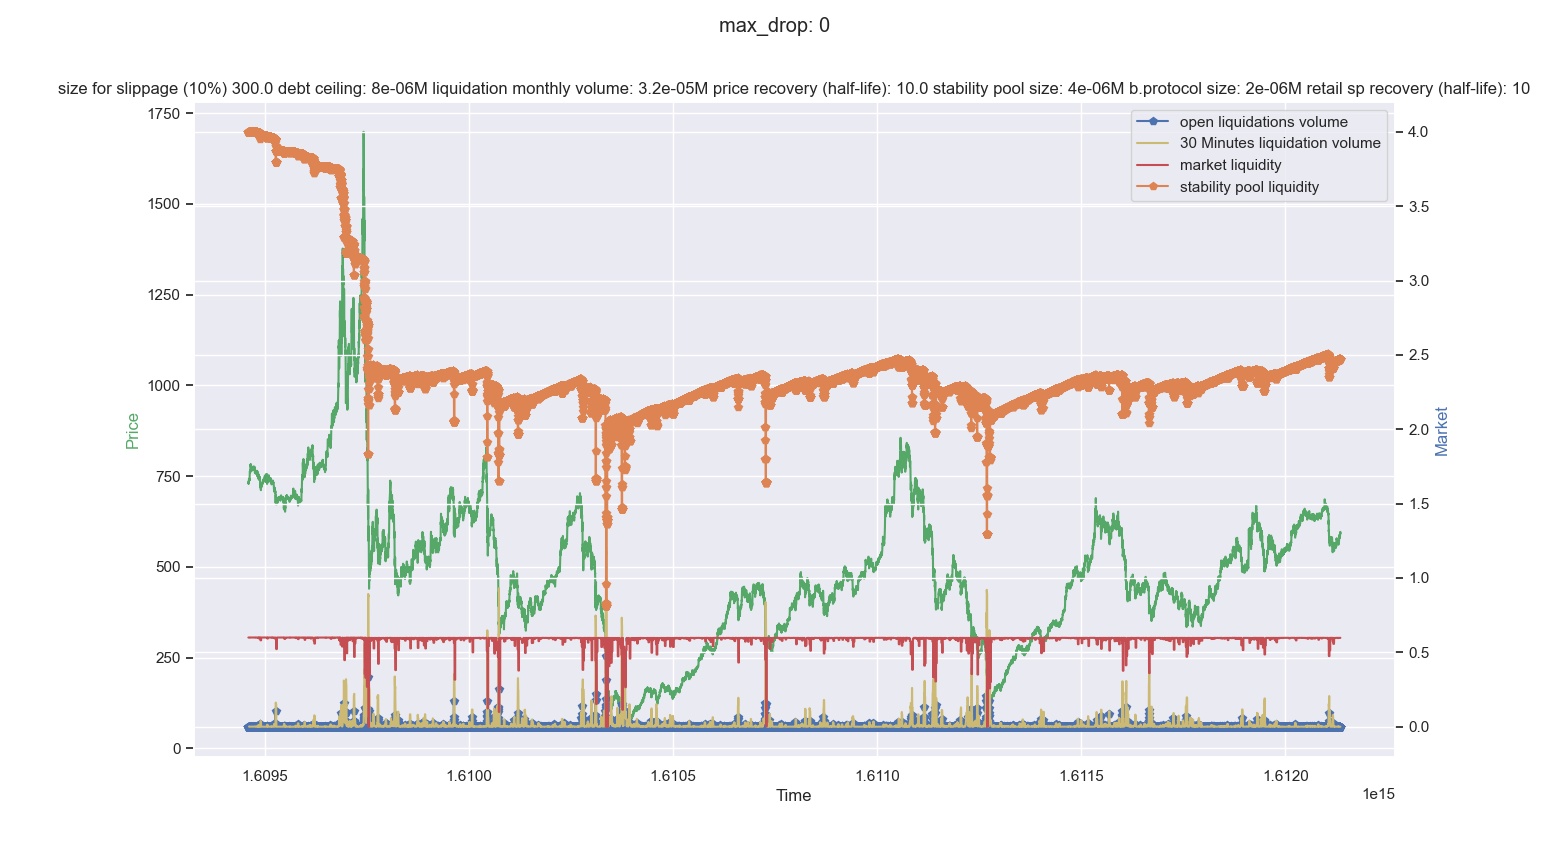 max_drop: 0
size for slippage (10%) 300.0 debt ceiling: 8e-06M liquidation monthly volume: 3.2e-05M price recovery (half-life): 10.0 stability pool size: 4e-06M b.protocol size: 2e-06M retail sp recovery (half-life): 10
open liquidations volume
30 Minutes liquidation volume
market liquidity
stability pool liquidity
1750
1500
1250
1000
750
500
250
0
Price
4.0
3.5
3.0
2.5
2.0
1.5
1.0
0.5
0.0
Market
1.6095 1.6100 1.6105 1.6110 1.6115 1.6120
Time
1e15